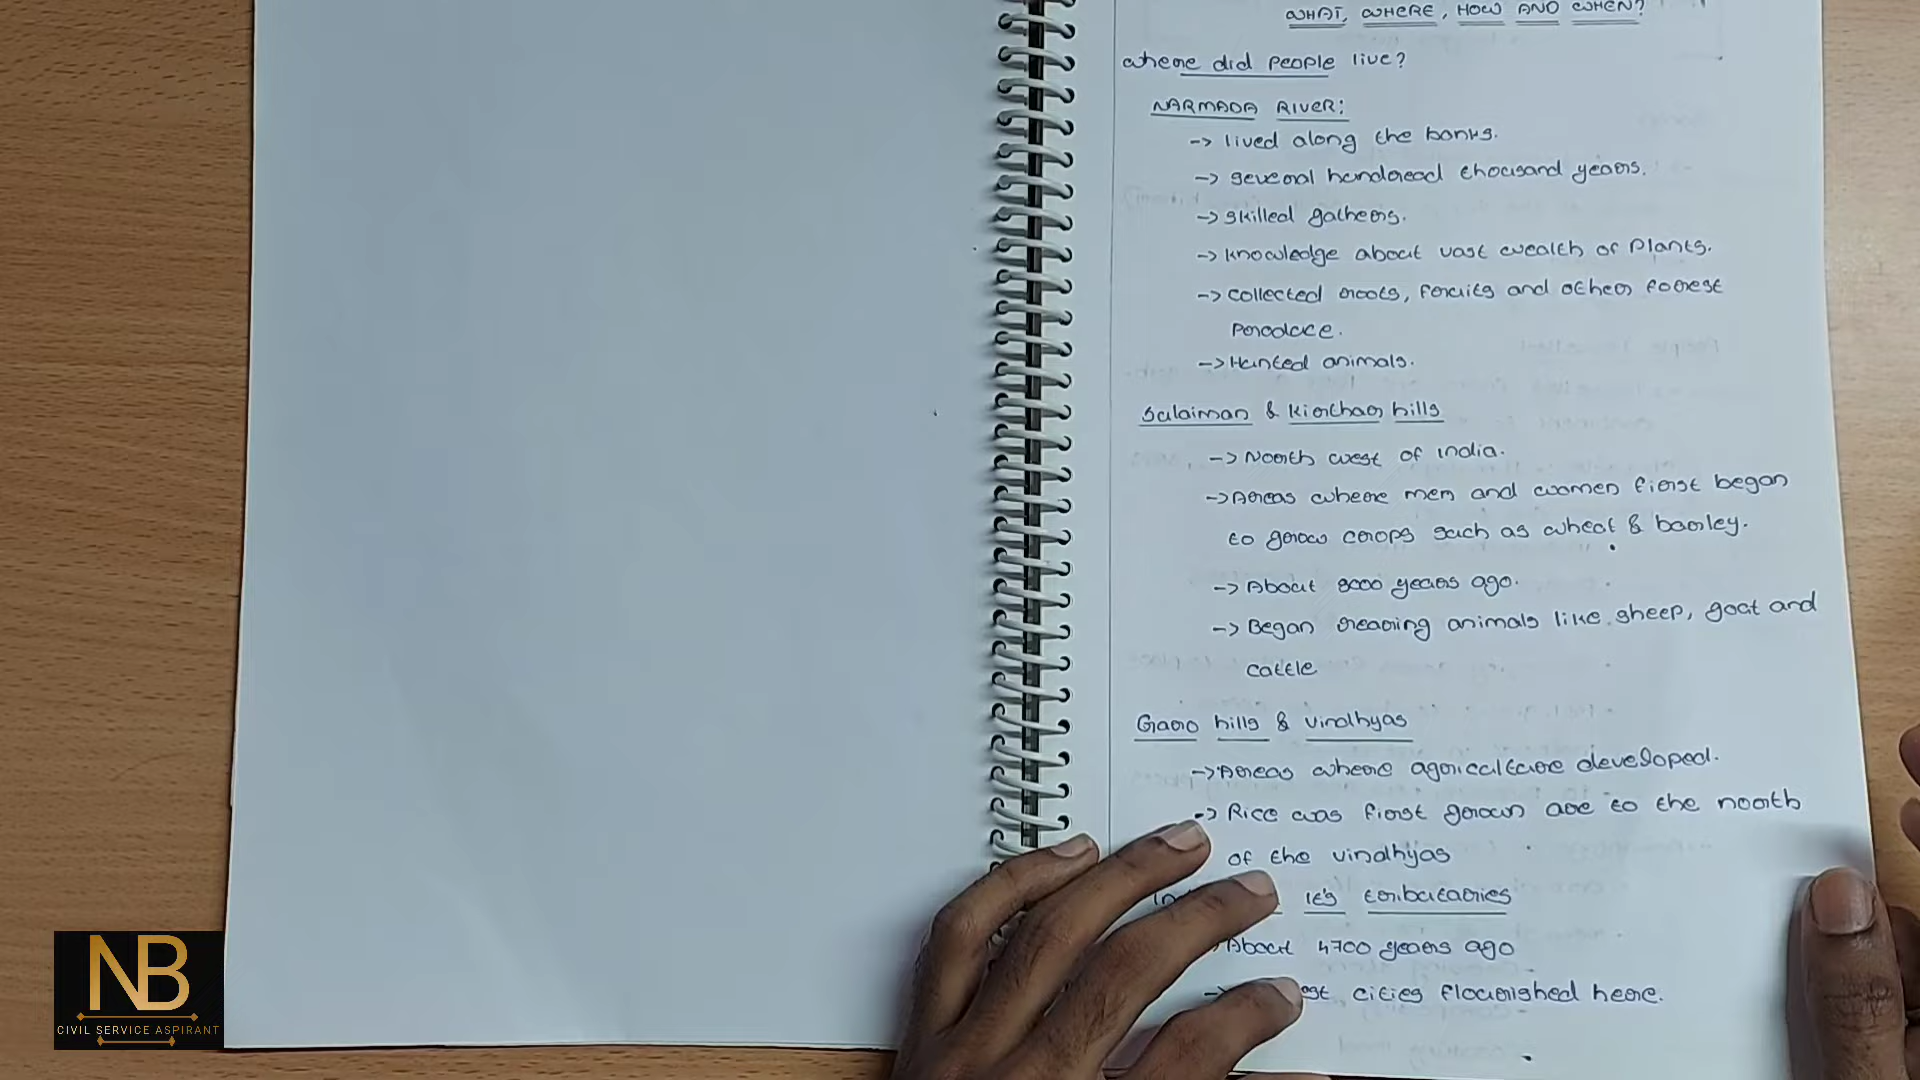 WHAT, WHERE, HOW AND WHEN?
where did people live?
NARMADA RIVER:
-> lived along the banks.
-> several hundred thousand years.
-> skilled gathers.
-> knowledge about vast wealth of plants.
-> collected roots, fruits and other forest
Produce.
-> Hunted animals.
Sulaiman & Kirthar hills
-> North west of india.
-> Areas where men and women first began
to grow crops such as wheat & barley.
-> About 8000 years ago.
-> Began rearing animals like sheep, goat and
cattle
Garo hills & vindhyas
-> Areas where agriculture developed.
-> Rice was first grown are to the north
of the vindhyas
it's tributaries
About 4700 years ago
-> cities flourished here.
NB
CIVIL SERVICE ASPIRANT